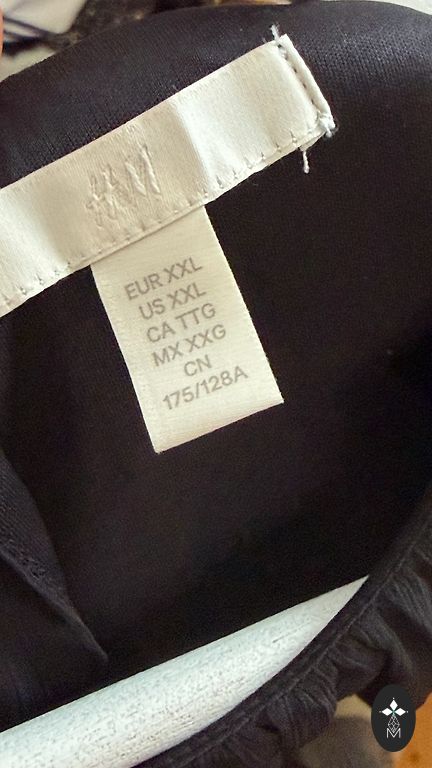 H&M
EUR XXL
US XXL
CA TTG
MX XXG
CN
175/128A
M